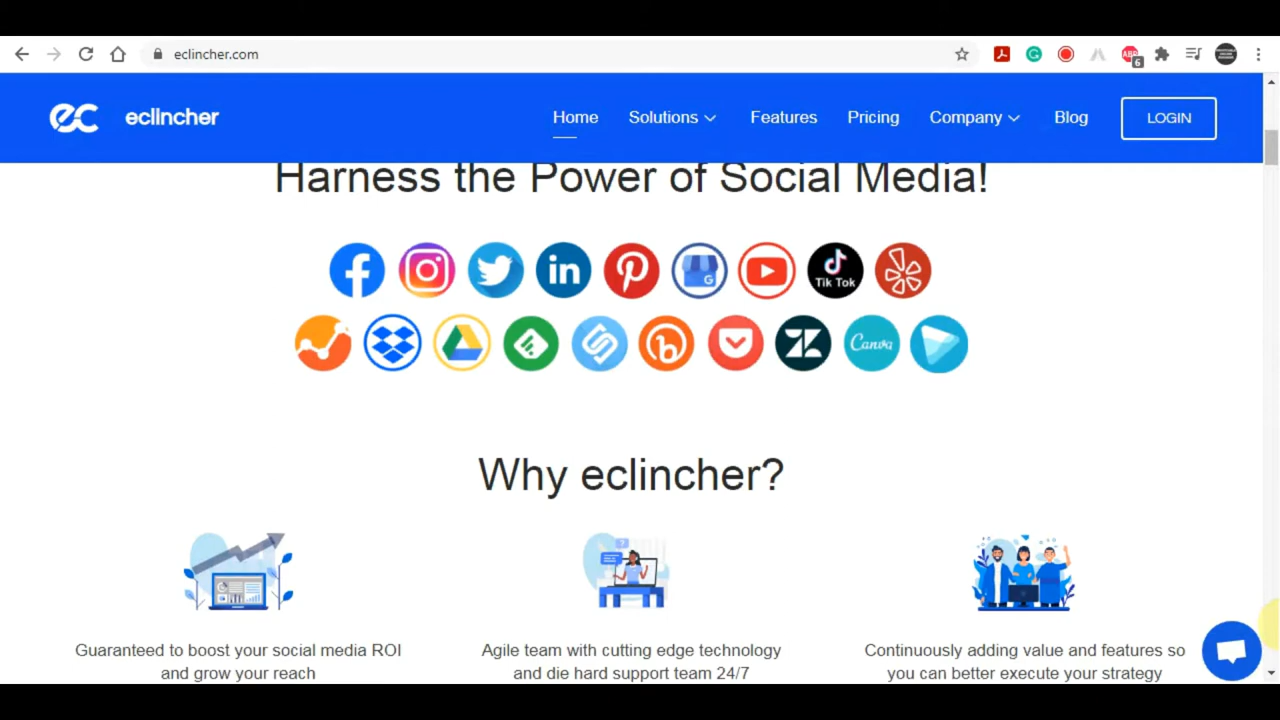 eclincher.com
6
ec eclincher Home Solutions Features Pricing Company Blog LOGIN
Harness the Power of Social Media!
f in G Tik Tok
b Canva
Why eclincher?
?
Guaranteed to boost your social media ROI
and grow your reach
Agile team with cutting edge technology
and die hard support team 24/7
Continuously adding value and features so
you can better execute your strategy